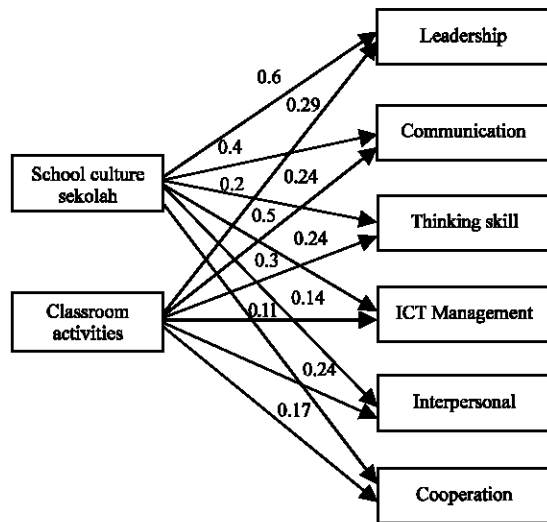 Leadership
0.6
0.29
Communication
0.4
School culture
sekolah
0.24
0.2
0.5
Thinking skill
0.24
0.3
0.14
Classroom
activities
0.11
ICT Management
0.24
Interpersonal
0.17
Cooperation